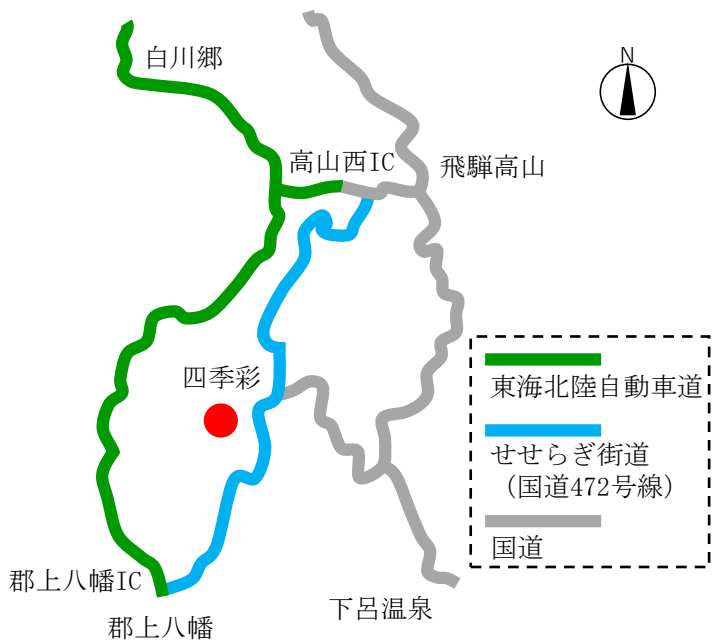 白川郷
N
高山西IC
飛騨高山
四季彩
東海北陸自動車道
せせらぎ街道
（国道472号線）
国道
郡上八幡IC
下呂温泉
郡上八幡